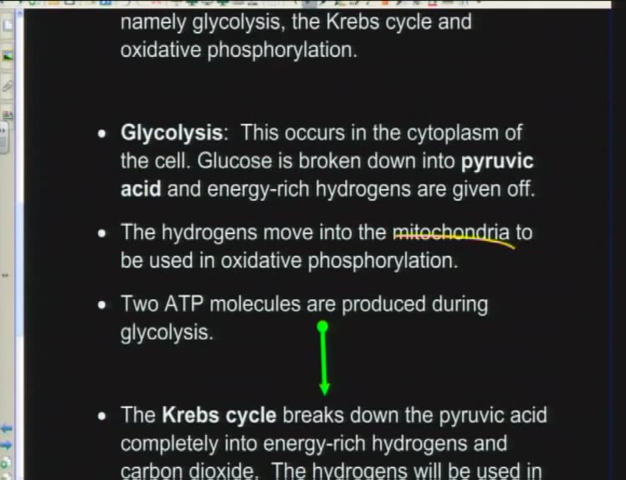 namely glycolysis, the Krebs cycle and
oxidative phosphorylation.
• Glycolysis: This occurs in the cytoplasm of
the cell. Glucose is broken down into pyruvic
acid and energy-rich hydrogens are given off.
• The hydrogens move into the mitochondria to
be used in oxidative phosphorylation.
• Two ATP molecules are produced during
glycolysis.
• The Krebs cycle breaks down the pyruvic acid
completely into energy-rich hydrogens and
carbon dioxide. The hydrogens will be used in